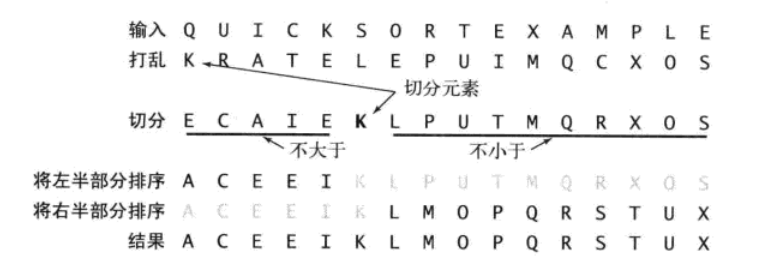 输入 Q U I C K S O R T E X A M P L E
打乱 K R A T E L E P U I M Q C X O S
切分元素
切分 E C A I E K L P U T M Q R X O S
不大于 不小于
将左半部分排序 A C E E I K L P U T M Q R X O S
将右半部分排序 A C E E I K L M O P Q R S T U X
结果 A C E E I K L M O P Q R S T U X